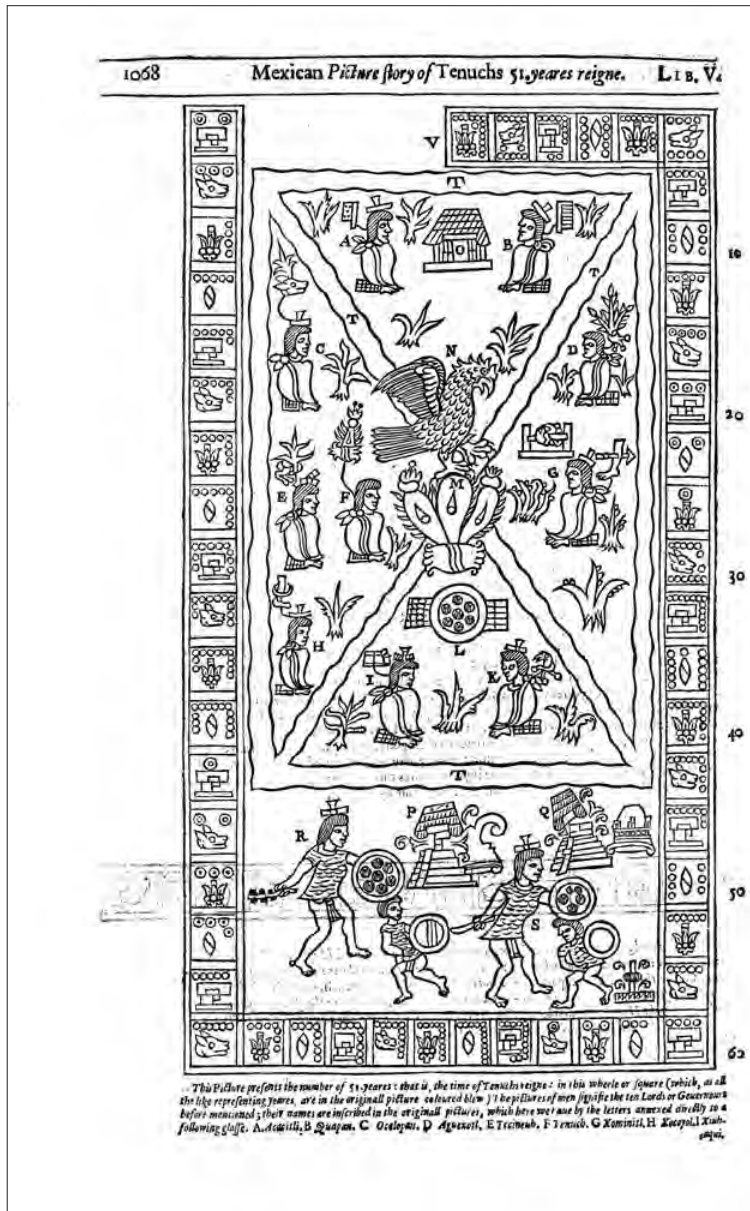 1068 Mexican Picture ſtory of Tenuchs 51.yeares reigne. LIB. V.
V
T
A
B
10
T
T
C
N
D
20
M
G
E
F
30
H
L
I
K
40
T
R
P
Q
50
S
62
This Picture preſents the number of 51.yeares : that is, the time of Tenuchs reigne : in this wheele or ſquare (which, as all
the like repreſenting yeares, are in the originall picture coloured blew ) The pictures of men ſignifie the ten Lords or Gouernours
before mentioned ; their names are inſcribed in the originall pictures, which here we haue by the letters annexed directly to a
following gloſſe. A. Acacitli, B Quapan, C Ocelopan, D Aguexotl, E Tecineuh, F Tenuch, G Xominitl, H Xocoyol, I Xiuh-